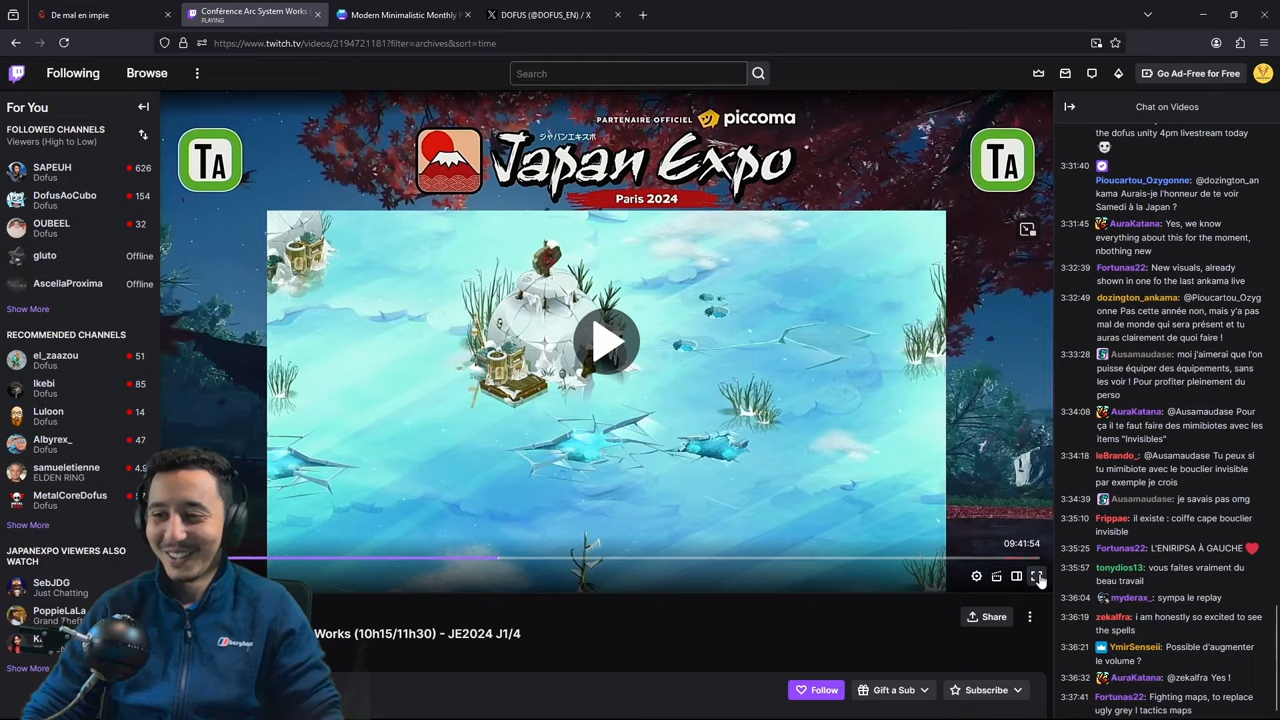 De mal en impie
Conférence Arc System Works (
PLAYING
Modern Minimalistic Monthly P
DOFUS (@DOFUS_EN) / X
https://www.twitch.tv/videos/2194721181?filter=archives&sort=time
Following
Browse
Search
Go Ad-Free for Free
For You
FOLLOWED CHANNELS
Viewers (High to Low)
SAPEUH
626
Dofus
DofusAoCubo
154
Dofus
OUBEEL
32
Dofus
gluto
Offline
AscellaProxima
Offline
Show More
RECOMMENDED CHANNELS
el_zaazou
51
Dofus
Ikebi
85
Dofus
Luloon
14
Dofus
Albyrex_
47
Dofus
samueletienne
4.9
ELDEN RING
MetalCoreDofus
Dofus
Show More
JAPANEXPO VIEWERS ALSO
WATCH
SebJDG
Just Chatting
PoppieLaLa
Grand Theft
Show More
PARTENAIRE OFFICIEL
piccoma
ジャパンエキスポ
Japan Expo
Paris 2024
TA
TA
09:41:54
Works (10h15/11h30) - JE2024 J1/4
Share
Follow
Gift a Sub
Subscribe
Chat on Videos
the dofus unity 4pm livestream today
3:31:40
Pioucartou_Ozygonne: @dozington_an
kama Aurais-je l'honneur de te voir
Samedi à la Japan ?
3:31:45 AuraKatana: Yes, we know
everything about this for the moment,
nbothing new
3:32:39 Fortunas22: New visuals, already
shown in one fo the last ankama live
3:32:49 dozington_ankama: @Pioucartou_Ozyg
onne Pas cette année non, mais y'a pas
mal de monde qui sera présent et tu
auras clairement de quoi faire !
3:33:28 Ausamaudase: moi j'aimerai que l'on
puisse équiper des équipements, sans
les voir ! Pour profiter pleinement du
perso
3:34:08 AuraKatana: @Ausamaudase Pour
ça il te faut faire des mimibiotes avec les
items "Invisibles"
3:34:18 leBrando_: @Ausamaudase Tu peux si
tu mimibiote avec le bouclier invisible
par exemple je crois
3:34:39 Ausamaudase: je savais pas omg
3:35:10 Frippae: il existe : coiffe cape bouclier
invisible
3:35:25 Fortunas22: L'ENIRIPSA À GAUCHE
3:35:57 tonydios13: vous faites vraiment du
beau travail
3:36:04 myderax_: sympa le replay
3:36:19 zekalfra: i am honestly so excited to see
the spells
3:36:21 YmirSenseii: Possible d'augmenter
le volume ?
3:36:32 AuraKatana: @zekalfra Yes !
3:37:41 Fortunas22: Fighting maps, to replace
ugly grey ! tactics maps
berghaus